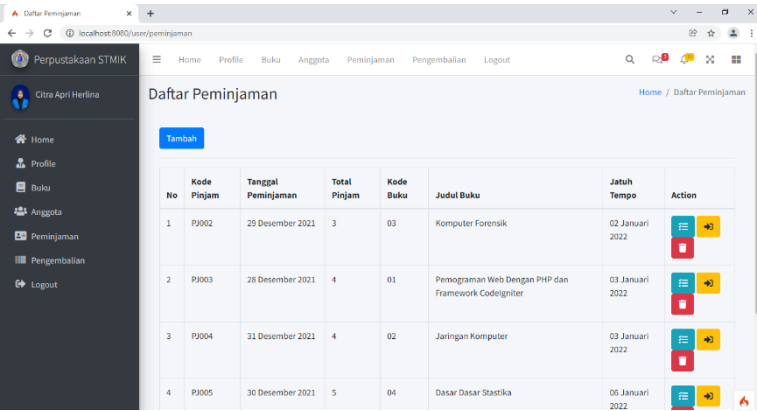 Daftar Peminjaman
localhost:8080/user/peminjaman
Perpustakaan STMIK
Home Profile Buku Anggota Peminjaman Pengembalian Logout
Citra Apri Herlina
Home
Profile
Buku
Anggota
Peminjaman
Pengembalian
Logout
Daftar Peminjaman
Home / Daftar Peminjaman
Tambah
No Kode Pinjam Tanggal Peminjaman Total Pinjam Kode Buku Judul Buku Jatuh Tempo Action
1 PJ002 29 Desember 2021 3 03 Komputer Forensik 02 Januari 2022
2 PJ003 28 Desember 2021 4 01 Pemograman Web Dengan PHP dan Framework CodeIgniter 03 Januari 2022
3 PJ004 31 Desember 2021 4 02 Jaringan Komputer 03 Januari 2022
4 PJ005 30 Desember 2021 5 04 Dasar Dasar Stastika 06 Januari 2022